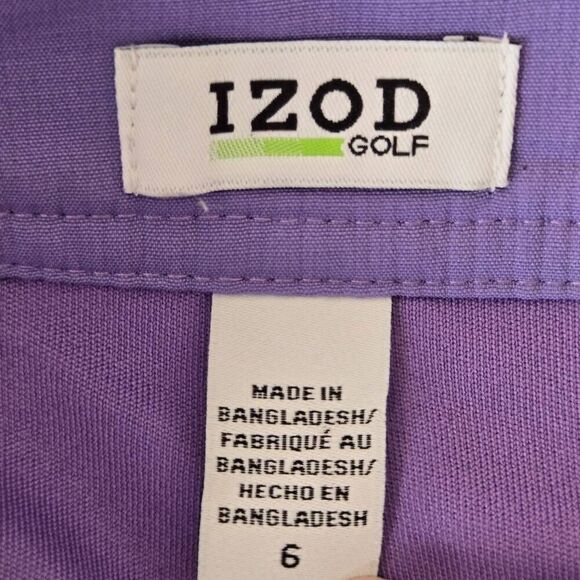 IZOD
GOLF
MADE IN
BANGLADESH/
FABRIQUÉ AU
BANGLADESH/
HECHO EN
BANGLADESH
6